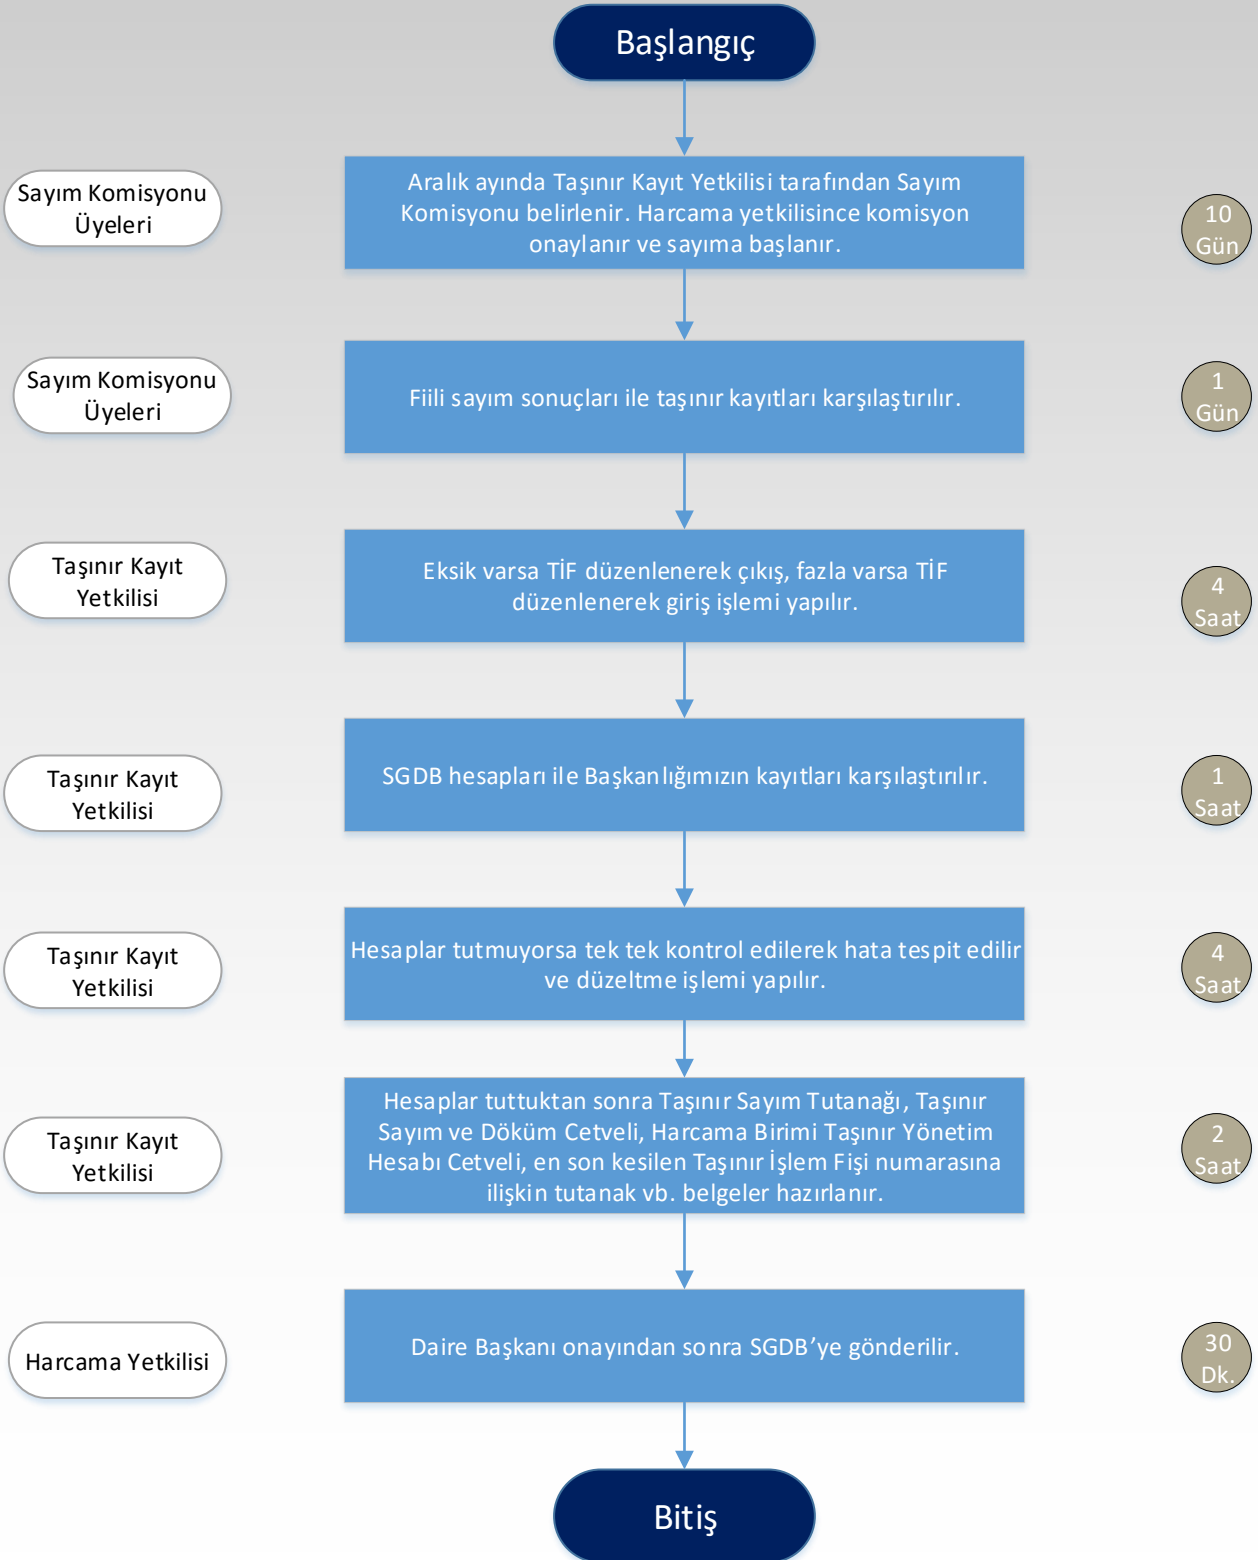 Başlangıç
Sayım Komisyonu
Üyeleri
Aralık ayında Taşınır Kayıt Yetkilisi tarafından Sayım
Komisyonu belirlenir. Harcama yetkilisince komisyon
onaylanır ve sayıma başlanır.
10
Gün
Sayım Komisyonu
Üyeleri
Fiili sayım sonuçları ile taşınır kayıtları karşılaştırılır.
1
Gün
Taşınır Kayıt
Yetkilisi
Eksik varsa TİF düzenlenerek çıkış, fazla varsa TİF
düzenlenerek giriş işlemi yapılır.
4
Saat
Taşınır Kayıt
Yetkilisi
SGDB hesapları ile Başkanlığımızın kayıtları karşılaştırılır.
1
Saat
Taşınır Kayıt
Yetkilisi
Hesaplar tutmuyorsa tek tek kontrol edilerek hata tespit edilir
ve düzeltme işlemi yapılır.
4
Saat
Taşınır Kayıt
Yetkilisi
Hesaplar tuttuktan sonra Taşınır Sayım Tutanağı, Taşınır
Sayım ve Döküm Cetveli, Harcama Birimi Taşınır Yönetim
Hesabı Cetveli, en son kesilen Taşınır İşlem Fişi numarasına
ilişkin tutanak vb. belgeler hazırlanır.
2
Saat
Harcama Yetkilisi
Daire Başkanı onayından sonra SGDB’ye gönderilir.
30
Dk.
Bitiş